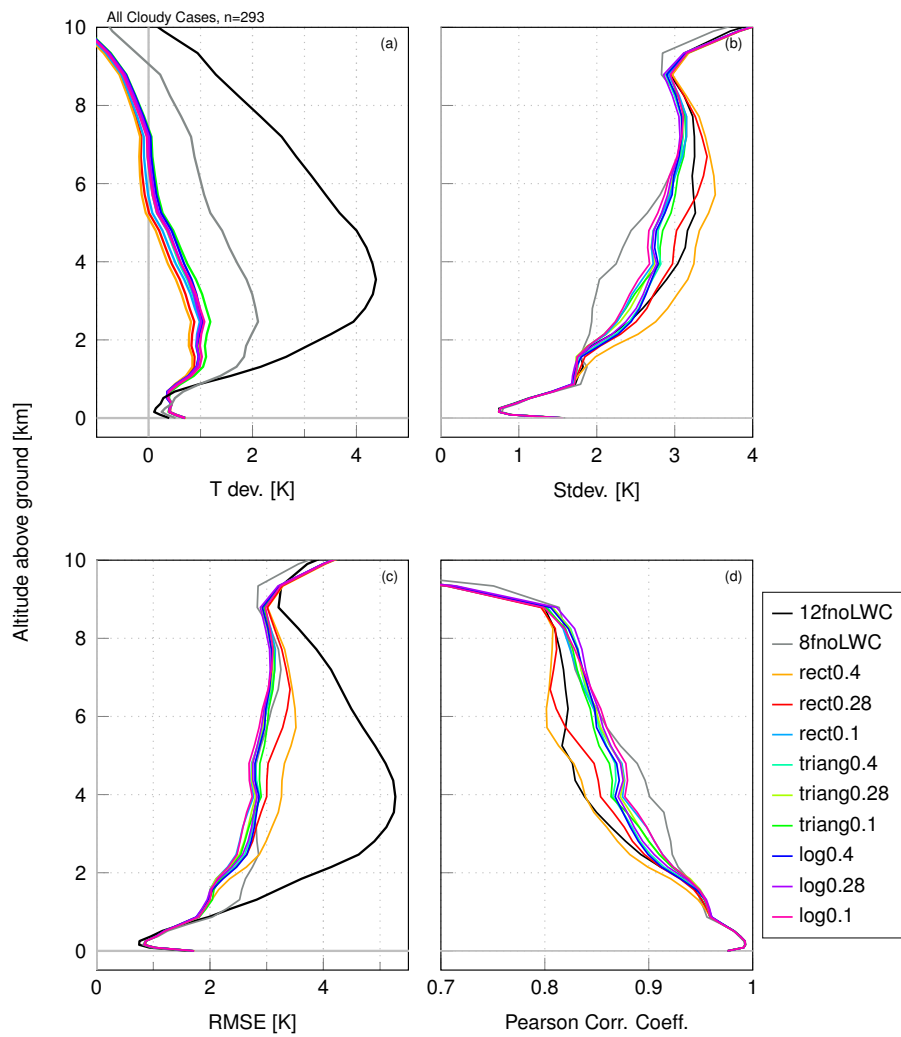 All Cloudy Cases, n=293
10
8
6
4
2
0
(a)
0
2
4
T dev. [K]
(b)
0
1
2
3
4
Stdev. [K]
Altitude above ground [km]
10
8
6
4
2
0
(c)
0
2
4
RMSE [K]
(d)
0.7
0.8
0.9
1
Pearson Corr. Coeff.
12fnoLWC
8fnoLWC
rect0.4
rect0.28
rect0.1
triang0.4
triang0.28
triang0.1
log0.4
log0.28
log0.1